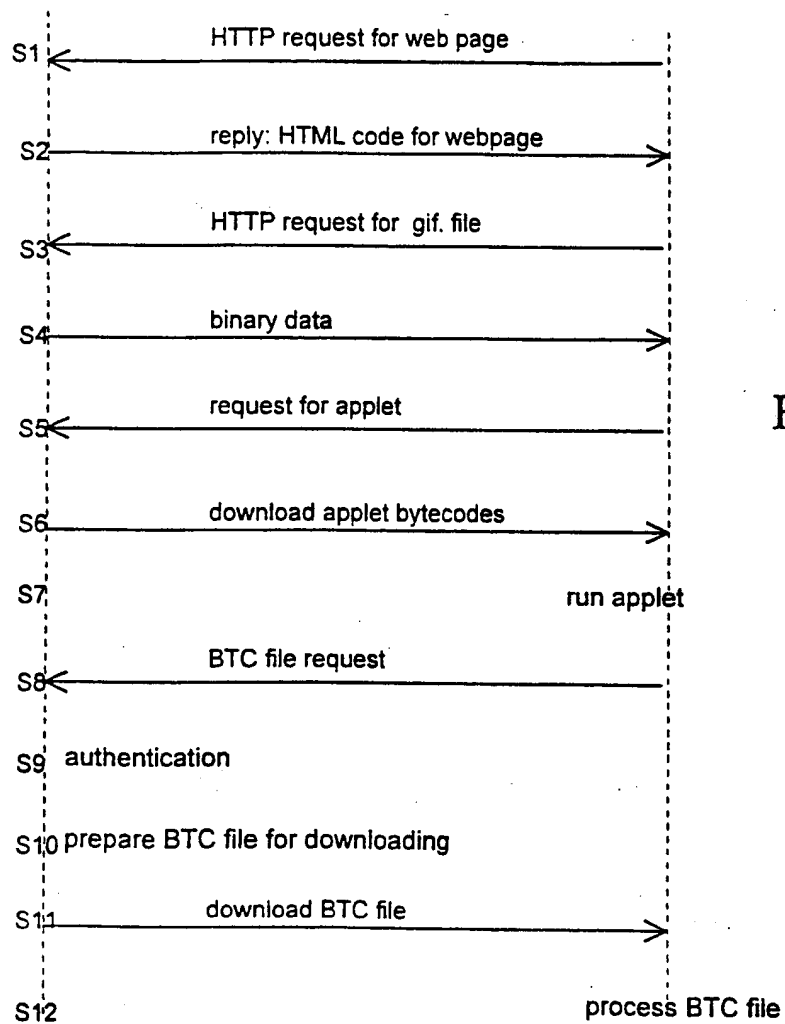 S1 HTTP request for web page
S2 reply: HTML code for webpage
S3 HTTP request for gif. file
S4 binary data
S5 request for applet
S6 download applet bytecodes
S7 run applet
S8 BTC file request
S9 authentication
S10 prepare BTC file for downloading
S11 download BTC file
S12 process BTC file